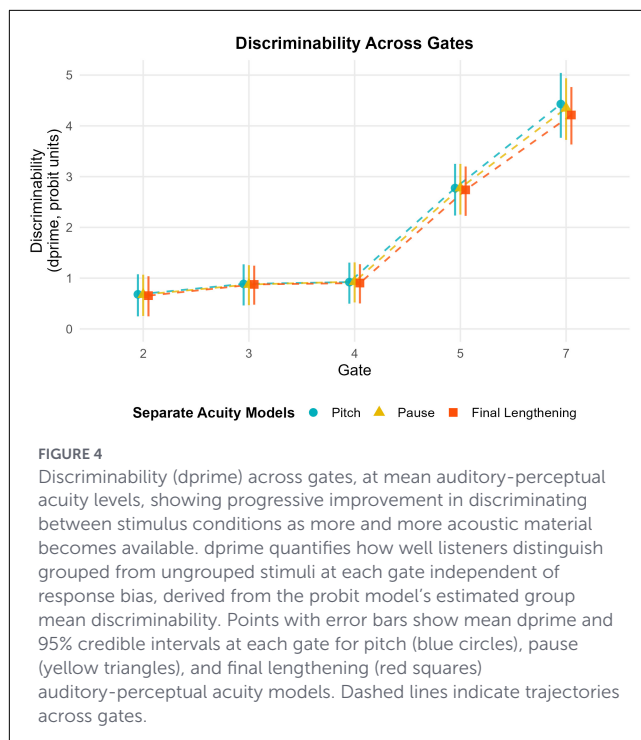 Discriminability Across Gates
Discriminability
(dprime, probit units)
5
4
3
2
1
0
2 3 4 5 7
Gate
Separate Acuity Models Pitch Pause Final Lengthening
FIGURE 4
Discriminability (dprime) across gates, at mean auditory-perceptual
acuity levels, showing progressive improvement in discriminating
between stimulus conditions as more and more acoustic material
becomes available. dprime quantifies how well listeners distinguish
grouped from ungrouped stimuli at each gate independent of
response bias, derived from the probit model’s estimated group
mean discriminability. Points with error bars show mean dprime and
95% credible intervals at each gate for pitch (blue circles), pause
(yellow triangles), and final lengthening (red squares)
auditory-perceptual acuity models. Dashed lines indicate trajectories
across gates.